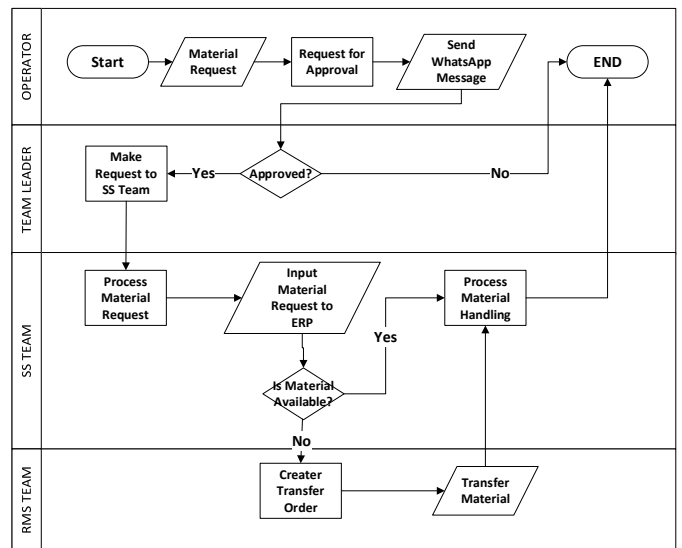 OPERATOR
Start
Material
Request
Request for
Approval
Send
WhatsApp
Message
END
TEAM LEADER
Make
Request to
SS Team
Yes
Approved?
No
SS TEAM
Process
Material
Request
Input
Material
Request to
ERP
Process
Material
Handling
Yes
Is Material
Available?
No
RMS TEAM
Creater
Transfer
Order
Transfer
Material